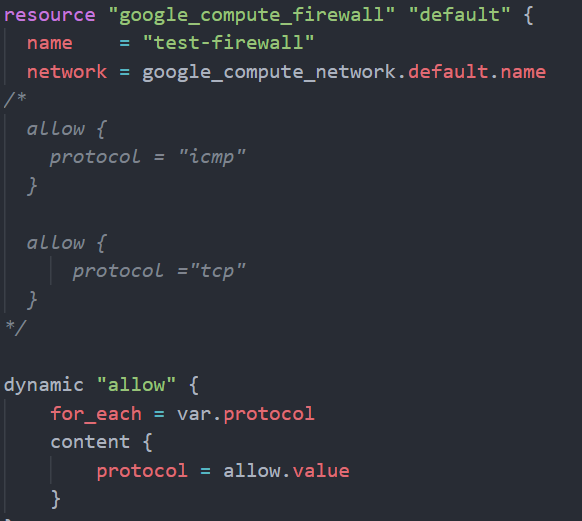 resource "google_compute_firewall" "default" {
  name    = "test-firewall"
  network = google_compute_network.default.name
/*
  allow {
    protocol = "icmp"
  }

  allow {
      protocol ="tcp"
  }
*/

dynamic "allow" {
    for_each = var.protocol
    content {
        protocol = allow.value
    }